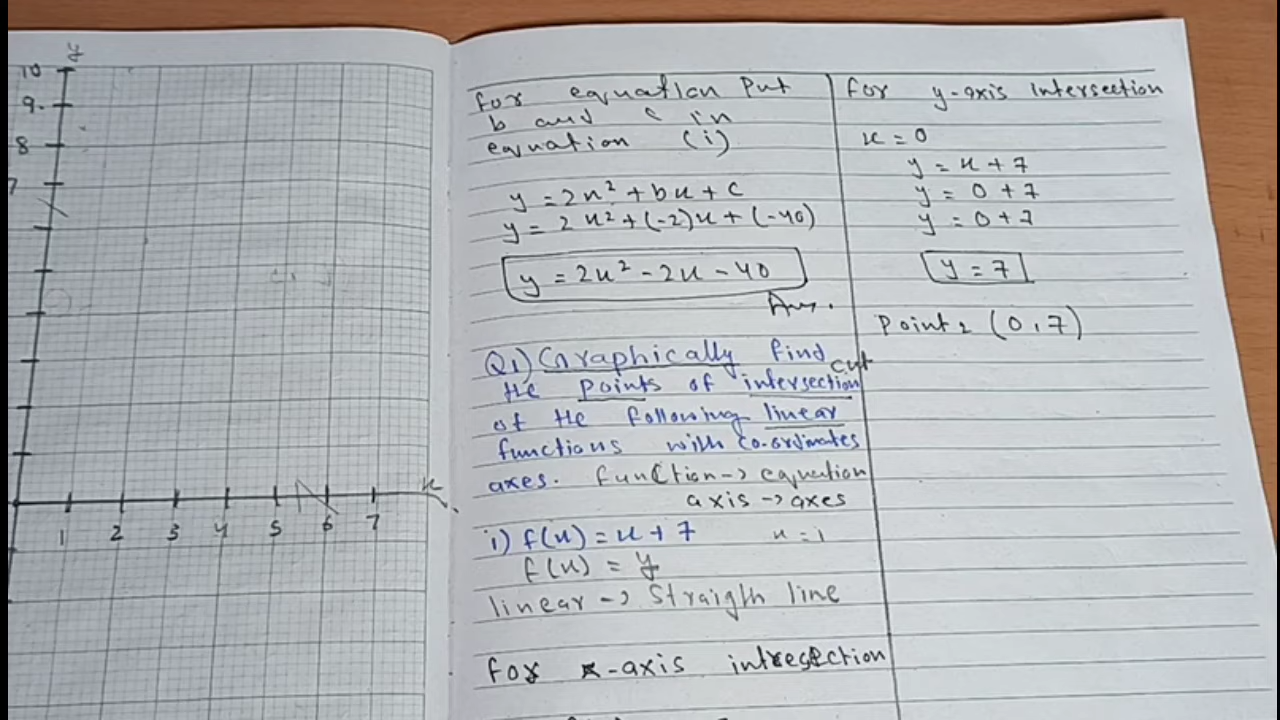 y
10
9
8
7
x
1 2 3 4 5 6 7
for equation Put
b and c in
equation (i)
y = 2x² + bx + c
y = 2x² + (-2)x + (-40)
y = 2x² - 2x - 40
Ans.
Q1) Graphically find
the points of intersection cut
of the following linear
functions with co-ordinates
axes. function -> equation
axis -> axes
i) f(x) = x + 7 x = 1
f(x) = y
linear -> Straigth line
for x-axis intresection
for y-axis Intersection
x = 0
y = x + 7
y = 0 + 7
y = 0 + 7
y = 7
Point 2 (0, 7)